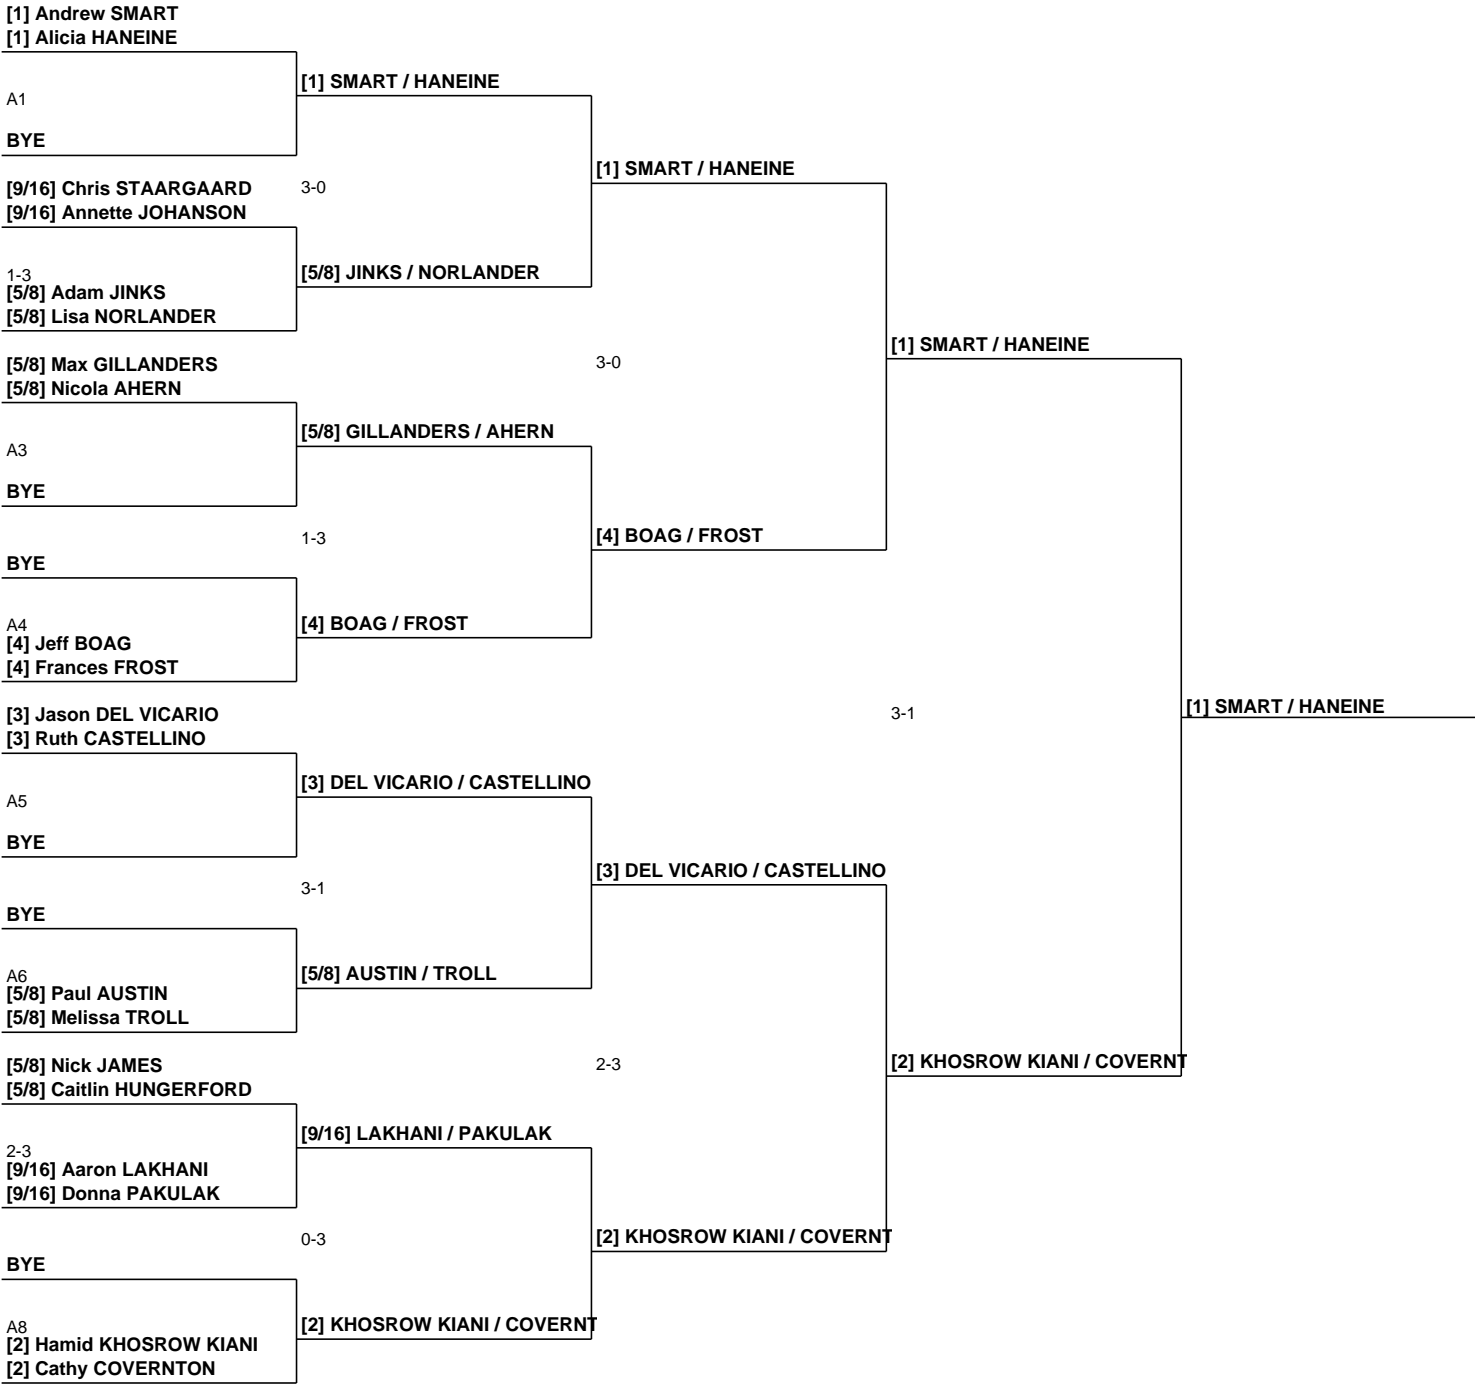 [1] Andrew SMART
[1] Alicia HANEINE
[1] SMART / HANEINE
A1
BYE
[1] SMART / HANEINE
[9/16] Chris STAARGAARD
3-0
[9/16] Annette JOHANSON
1-3
[5/8] JINKS / NORLANDER
[5/8] Adam JINKS
[5/8] Lisa NORLANDER
[1] SMART / HANEINE
[5/8] Max GILLANDERS
3-0
[5/8] Nicola AHERN
[5/8] GILLANDERS / AHERN
A3
BYE
1-3
[4] BOAG / FROST
BYE
A4
[4] BOAG / FROST
[4] Jeff BOAG
[4] Frances FROST
[3] Jason DEL VICARIO
3-1
[1] SMART / HANEINE
[3] Ruth CASTELLINO
[3] DEL VICARIO / CASTELLINO
A5
BYE
[3] DEL VICARIO / CASTELLINO
3-1
BYE
A6
[5/8] AUSTIN / TROLL
[5/8] Paul AUSTIN
[5/8] Melissa TROLL
[5/8] Nick JAMES
2-3
[2] KHOSROW KIANI / COVERNT
[5/8] Caitlin HUNGERFORD
[9/16] LAKHANI / PAKULAK
2-3
[9/16] Aaron LAKHANI
[9/16] Donna PAKULAK
0-3
[2] KHOSROW KIANI / COVERNT
BYE
A8
[2] KHOSROW KIANI / COVERNT
[2] Hamid KHOSROW KIANI
[2] Cathy COVERNTON